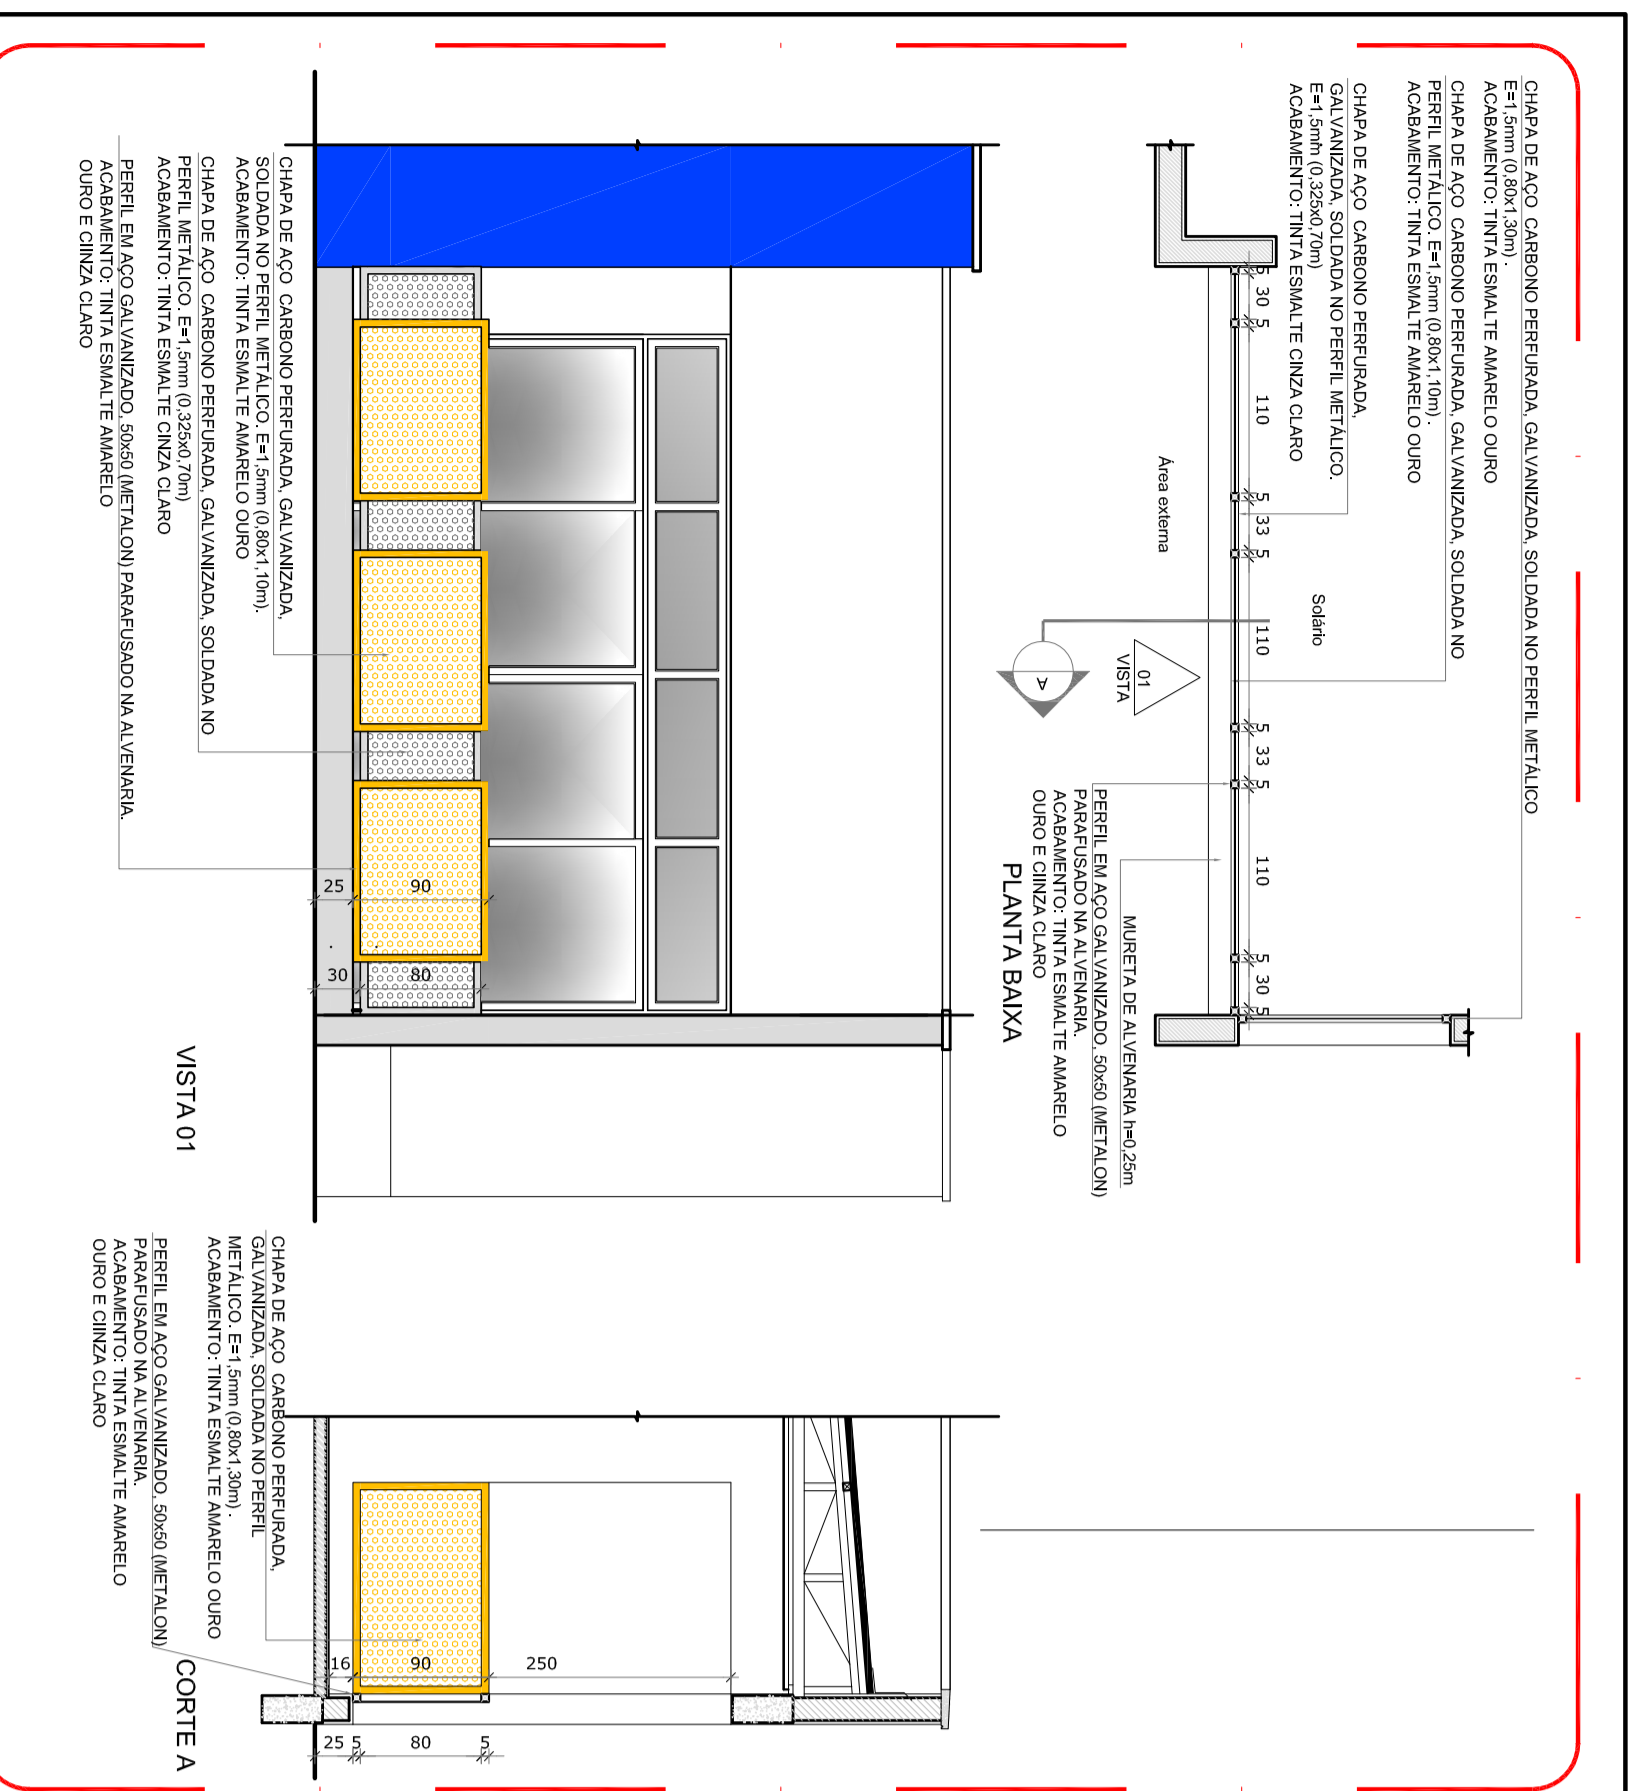 CHAPA DE AÇO CARBONO PERFURADA, GALVANIZADA, SOLDADA NO PERFIL METÁLICO
E=1,5mm (0,80x1,30m) .
ACABAMENTO: TINTA ESMALTE AMARELO OURO
CHAPA DE AÇO CARBONO PERFURADA, GALVANIZADA, SOLDADA NO
PERFIL METÁLICO. E=1,5mm (0,80x1,10m) .
ACABAMENTO: TINTA ESMALTE AMARELO OURO
CHAPA DE AÇO CARBONO PERFURADA,
GALVANIZADA, SOLDADA NO PERFIL METÁLICO.
E=1,5mm (0,325x0,70m)
ACABAMENTO: TINTA ESMALTE CINZA CLARO
5 30 5 110 5 33 5 110 5 33 5 110 5 30 5
Solário
Área externa
01
VISTA
A
MURETA DE ALVENARIA h=0,25m
PERFIL EM AÇO GALVANIZADO, 50x50 (METALON)
PARAFUSADO NA ALVENARIA.
ACABAMENTO: TINTA ESMALTE AMARELO
OURO E CIINZA CLARO
PLANTA BAIXA
25 90
30 80
CHAPA DE AÇO CARBONO PERFURADA, GALVANIZADA,
SOLDADA NO PERFIL METÁLICO. E=1,5mm (0,80x1,10m).
ACABAMENTO: TINTA ESMALTE AMARELO OURO
CHAPA DE AÇO CARBONO PERFURADA, GALVANIZADA, SOLDADA NO
PERFIL METÁLICO. E=1,5mm (0,325x0,70m)
ACABAMENTO: TINTA ESMALTE CINZA CLARO
PERFIL EM AÇO GALVANIZADO, 50x50 (METALON) PARAFUSADO NA ALVENARIA.
ACABAMENTO: TINTA ESMALTE AMARELO
OURO E CIINZA CLARO
VISTA 01
16 90 250
25 5 80 5
CHAPA DE AÇO CARBONO PERFURADA,
GALVANIZADA, SOLDADA NO PERFIL
METÁLICO. E=1,5mm (0,80x1,30m) .
ACABAMENTO: TINTA ESMALTE AMARELO OURO
PERFIL EM AÇO GALVANIZADO, 50x50 (METALON)
PARAFUSADO NA ALVENARIA.
ACABAMENTO: TINTA ESMALTE AMARELO
OURO E CIINZA CLARO
CORTE A